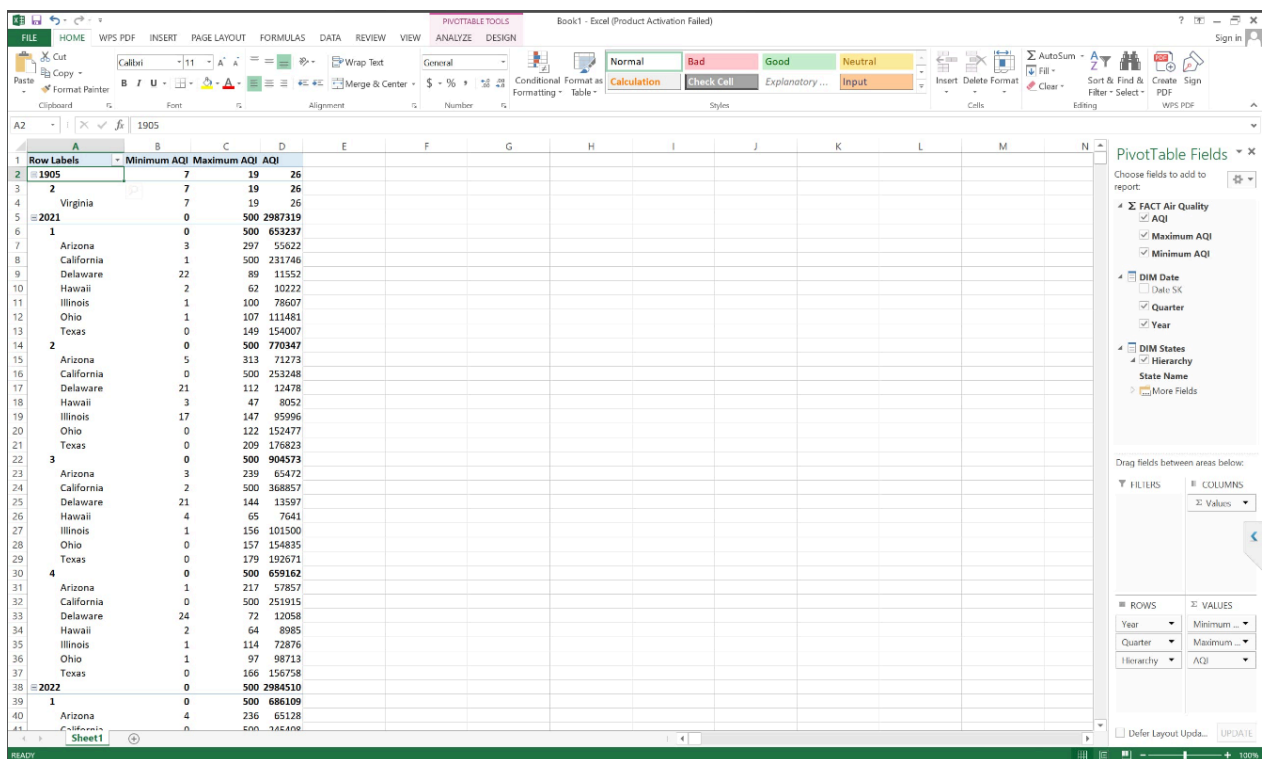 PIVOTTABLE TOOLS
Book1 - Excel (Product Activation Failed)
FILE HOME WPS PDF INSERT PAGE LAYOUT FORMULAS DATA REVIEW VIEW ANALYZE DESIGN Sign in
Cut
Copy
Format Painter
Paste
Calibri 11
B I U
Wrap Text
Merge & Center
General
$ % ,
Conditional Formatting
Format as Table
Normal Bad Good Neutral
Calculation Check Cell Explanatory ... Input
Insert Delete Format
AutoSum
Fill
Clear
Sort & Filter
Find & Select
Create PDF
Sign
Clipboard Font Alignment Number Styles Cells Editing WPS PDF
A2 fx 1905
A B C D E F G H I J K L M N
1 Row Labels Minimum AQI Maximum AQI AQI
2 1905 7 19 26
3 2 7 19 26
4 Virginia 7 19 26
5 2021 0 500 2987319
6 1 0 500 653237
7 Arizona 3 297 55622
8 California 1 500 231746
9 Delaware 22 89 11552
10 Hawaii 2 62 10222
11 Illinois 1 100 78607
12 Ohio 1 107 111481
13 Texas 0 149 154007
14 2 0 500 770347
15 Arizona 5 313 71273
16 California 0 500 253248
17 Delaware 21 112 12478
18 Hawaii 3 47 8052
19 Illinois 17 147 95996
20 Ohio 0 122 152477
21 Texas 0 209 176823
22 3 0 500 904573
23 Arizona 3 239 65472
24 California 2 500 368857
25 Delaware 21 144 13597
26 Hawaii 4 65 7641
27 Illinois 1 156 101500
28 Ohio 0 157 154835
29 Texas 0 179 192671
30 4 0 500 659162
31 Arizona 1 217 57857
32 California 0 500 251915
33 Delaware 24 72 12058
34 Hawaii 2 64 8985
35 Illinois 1 114 72876
36 Ohio 1 97 98713
37 Texas 0 166 156758
38 2022 0 500 2984510
39 1 0 500 686109
40 Arizona 4 236 65128
PivotTable Fields
Choose fields to add to
report:
Σ FACT Air Quality
AQI
Maximum AQI
Minimum AQI
DIM Date
Date SK
Quarter
Year
DIM States
Hierarchy
State Name
More Fields
Drag fields between areas below:
FILTERS COLUMNS
Σ Values
ROWS Σ VALUES
Year Minimum ...
Quarter Maximum ...
Hierarchy AQI
Defer Layout Upda... UPDATE
Sheet1
READY 100%